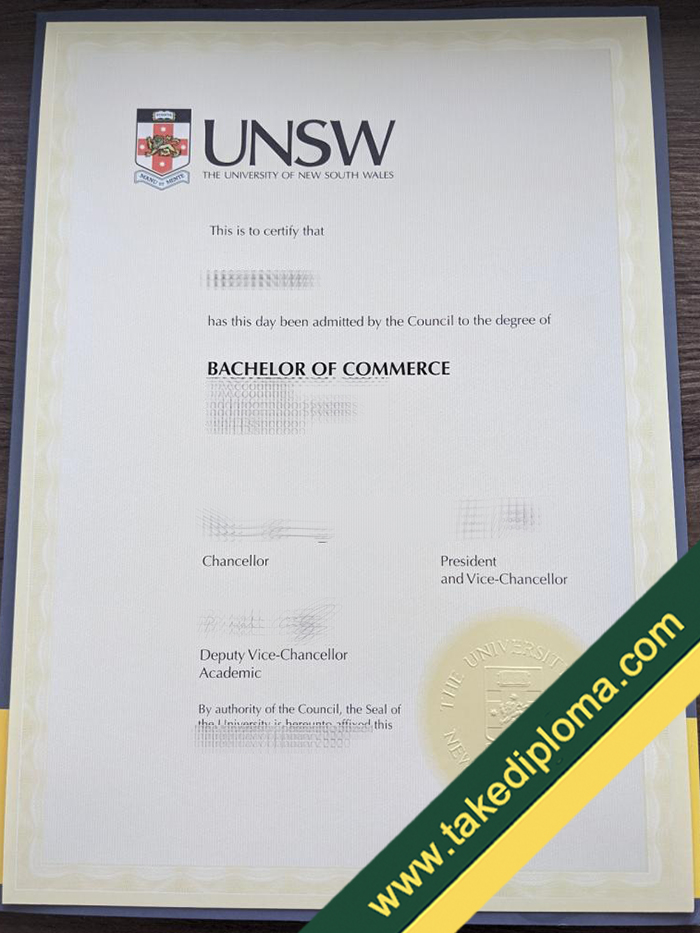 UNSW
THE UNIVERSITY OF NEW SOUTH WALES
MANU ET MENTE
This is to certify that
has this day been admitted by the Council to the degree of
BACHELOR OF COMMERCE
Chancellor
President
and Vice-Chancellor
Deputy Vice-Chancellor
Academic
By authority of the Council, the Seal of
the University is hereunto affixed this
THE UNIVERSIT
NEW
www.takediploma.com